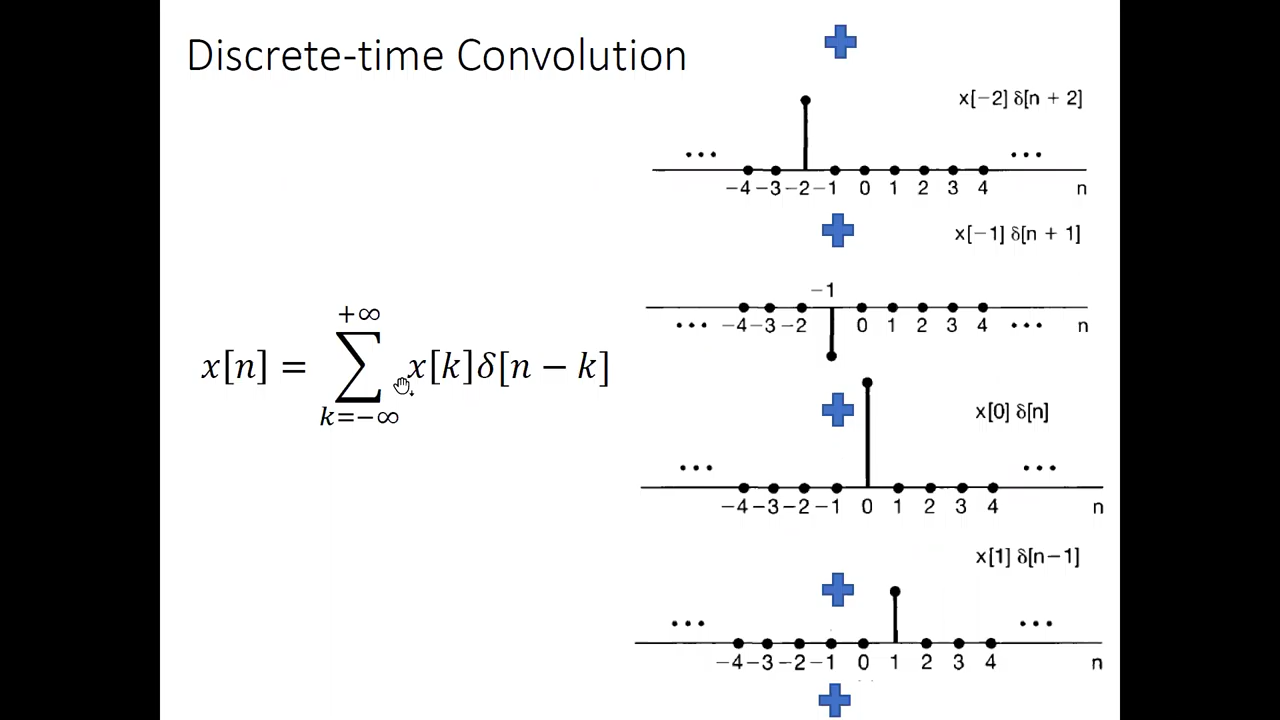 Discrete-time Convolution
x[−2] δ[n + 2]
... ...
−4 −3 −2 −1 0 1 2 3 4 n
x[−1] δ[n + 1]
−1
... −4 −3 −2 0 1 2 3 4 ... n
x[n] = +∞ ∑ k=−∞ x[k]δ[n − k]
x[0] δ[n]
... ...
−4 −3 −2 −1 0 1 2 3 4 n
x[1] δ[n−1]
... ...
−4 −3 −2 −1 0 1 2 3 4 n